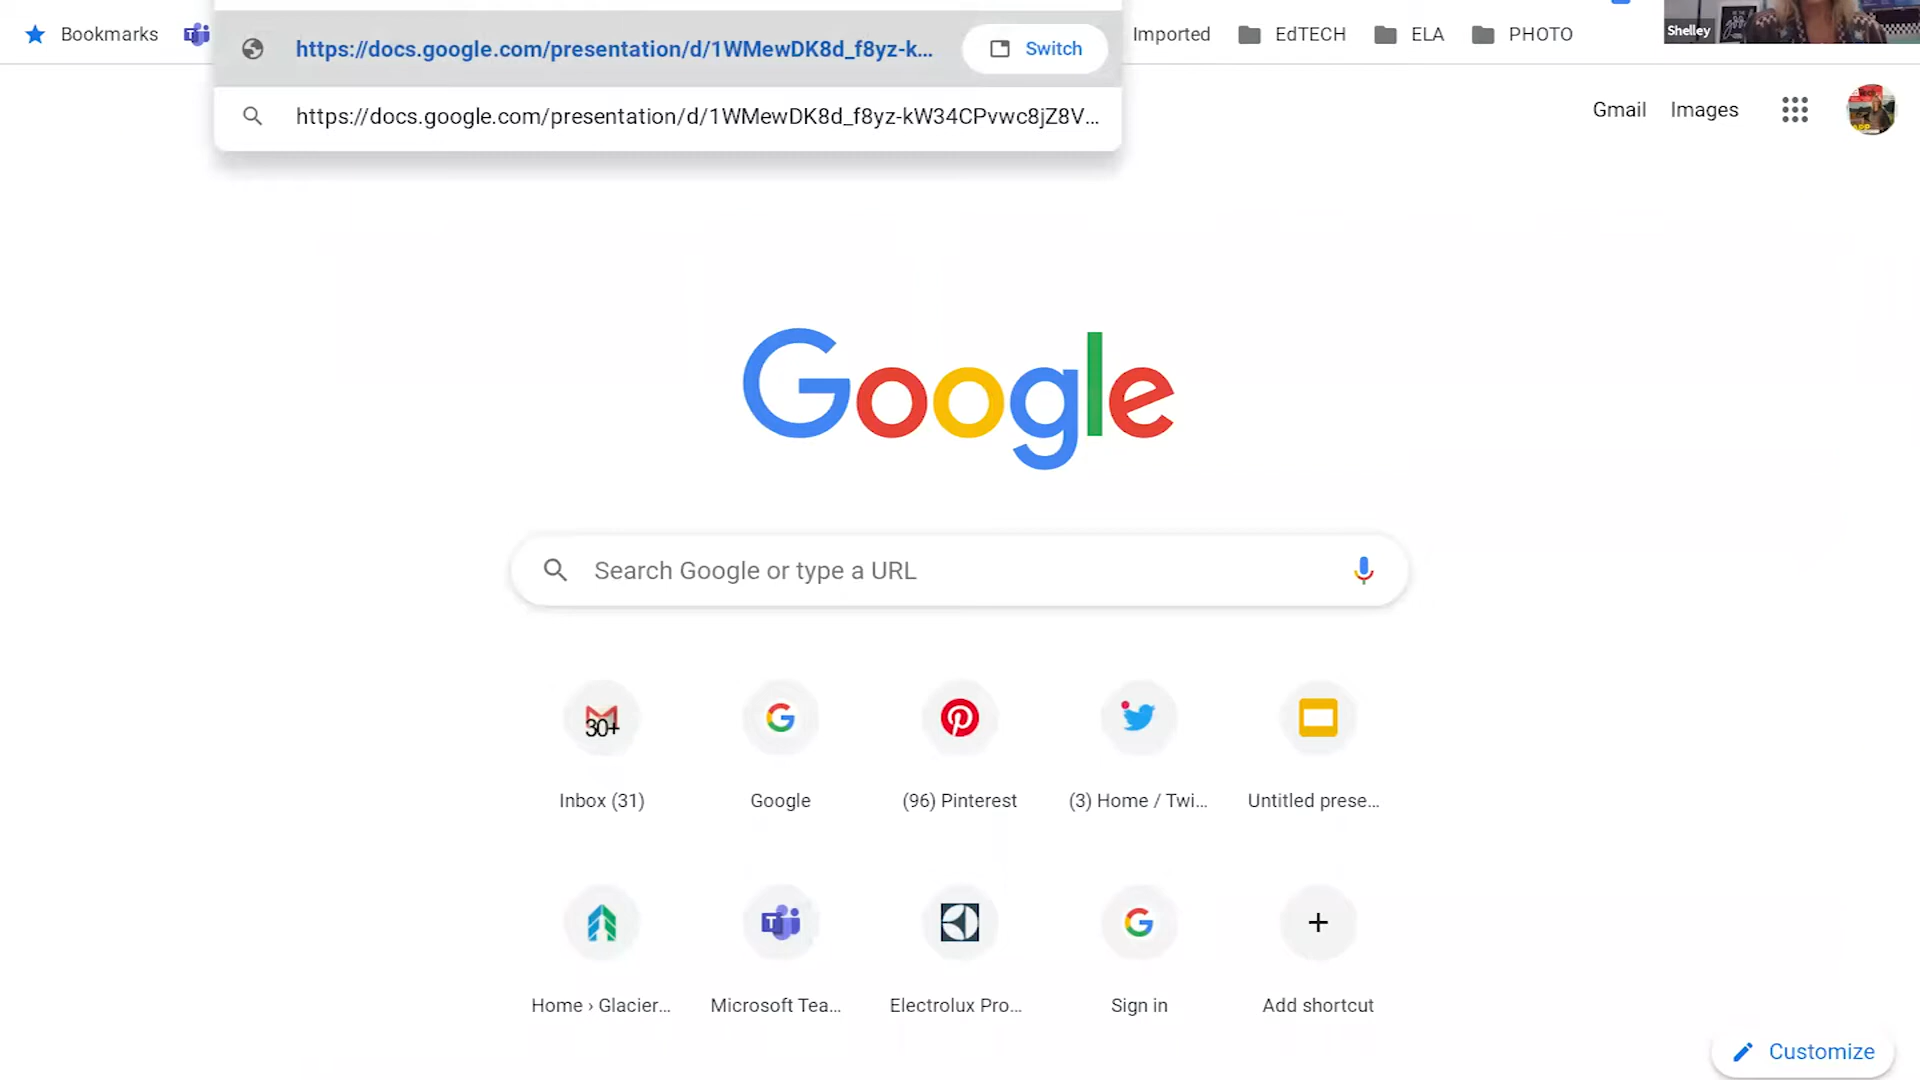 Bookmarks
https://docs.google.com/presentation/d/1WMewDK8d_f8yz-k...
Switch
Imported
EdTECH
ELA
PHOTO
Shelley
https://docs.google.com/presentation/d/1WMewDK8d_f8yz-kW34CPvwc8jZ8V...
Gmail
Images
Google
Search Google or type a URL
30+
Inbox (31)
Google
(96) Pinterest
(3) Home / Twi...
Untitled prese...
Home › Glacier...
Microsoft Tea...
Electrolux Pro...
Sign in
Add shortcut
Customize